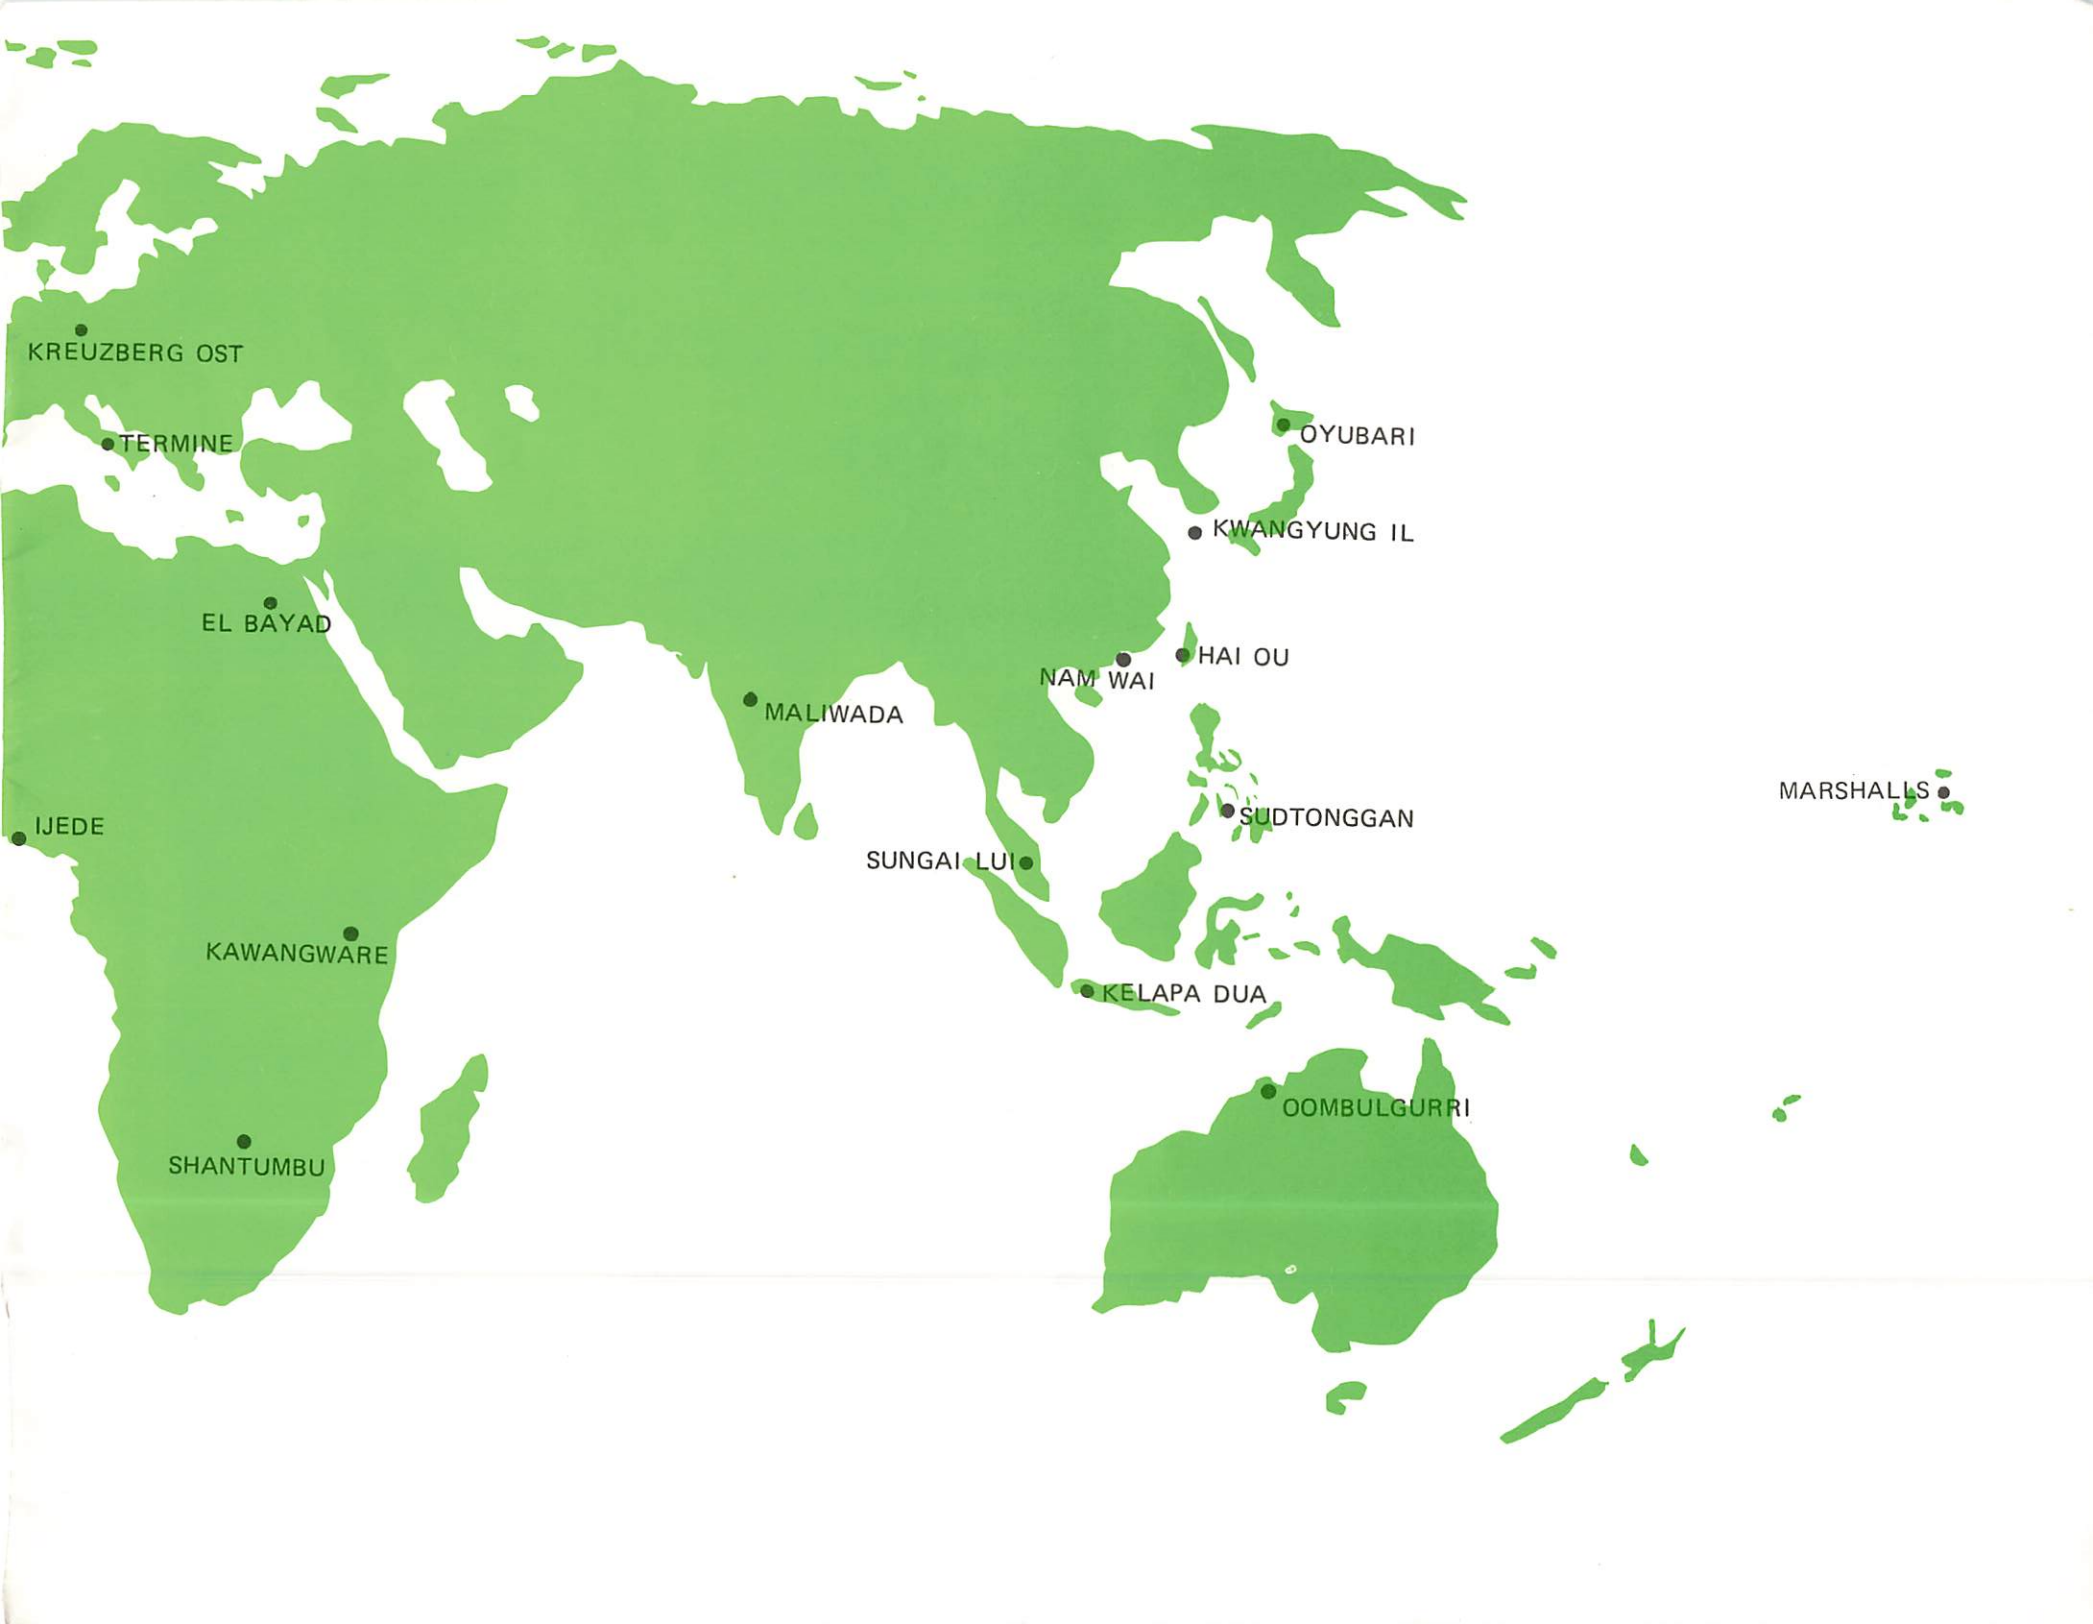 KREUZBERG OST
OYUBARI
TERMINE
KWANGYUNG IL
EL BAYAD
HAI OU
NAM WAI
MALIWADA
MARSHALLS
SUDTONGGAN
IJEDE
SUNGAI LUI
KAWANGWARE
KELAPA DUA
OOMBULGURRI
SHANTUMBU